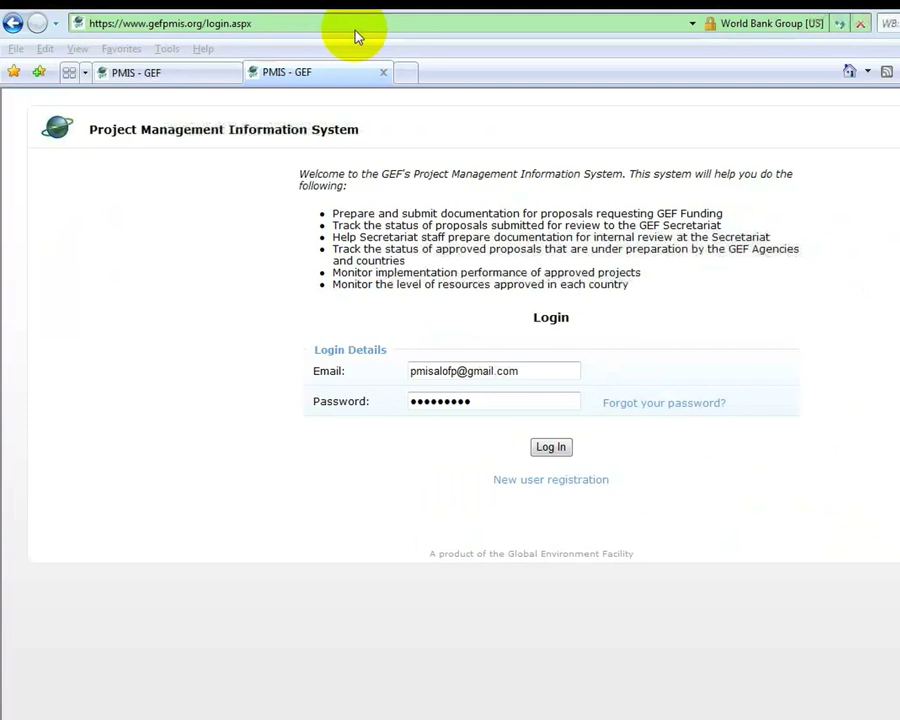 https://www.gefpmis.org/login.aspx
World Bank Group [US]
WB:
File Edit View Favorites Tools Help
PMIS - GEF
PMIS - GEF
Project Management Information System
Welcome to the GEF's Project Management Information System. This system will help you do the
following:
Prepare and submit documentation for proposals requesting GEF Funding
Track the status of proposals submitted for review to the GEF Secretariat
Help Secretariat staff prepare documentation for internal review at the Secretariat
Track the status of approved proposals that are under preparation by the GEF Agencies
and countries
Monitor implementation performance of approved projects
Monitor the level of resources approved in each country
Login
Login Details
Email: pmisalofp@gmail.com
Password: •••••••••
Forgot your password?
Log In
New user registration
A product of the Global Environment Facility